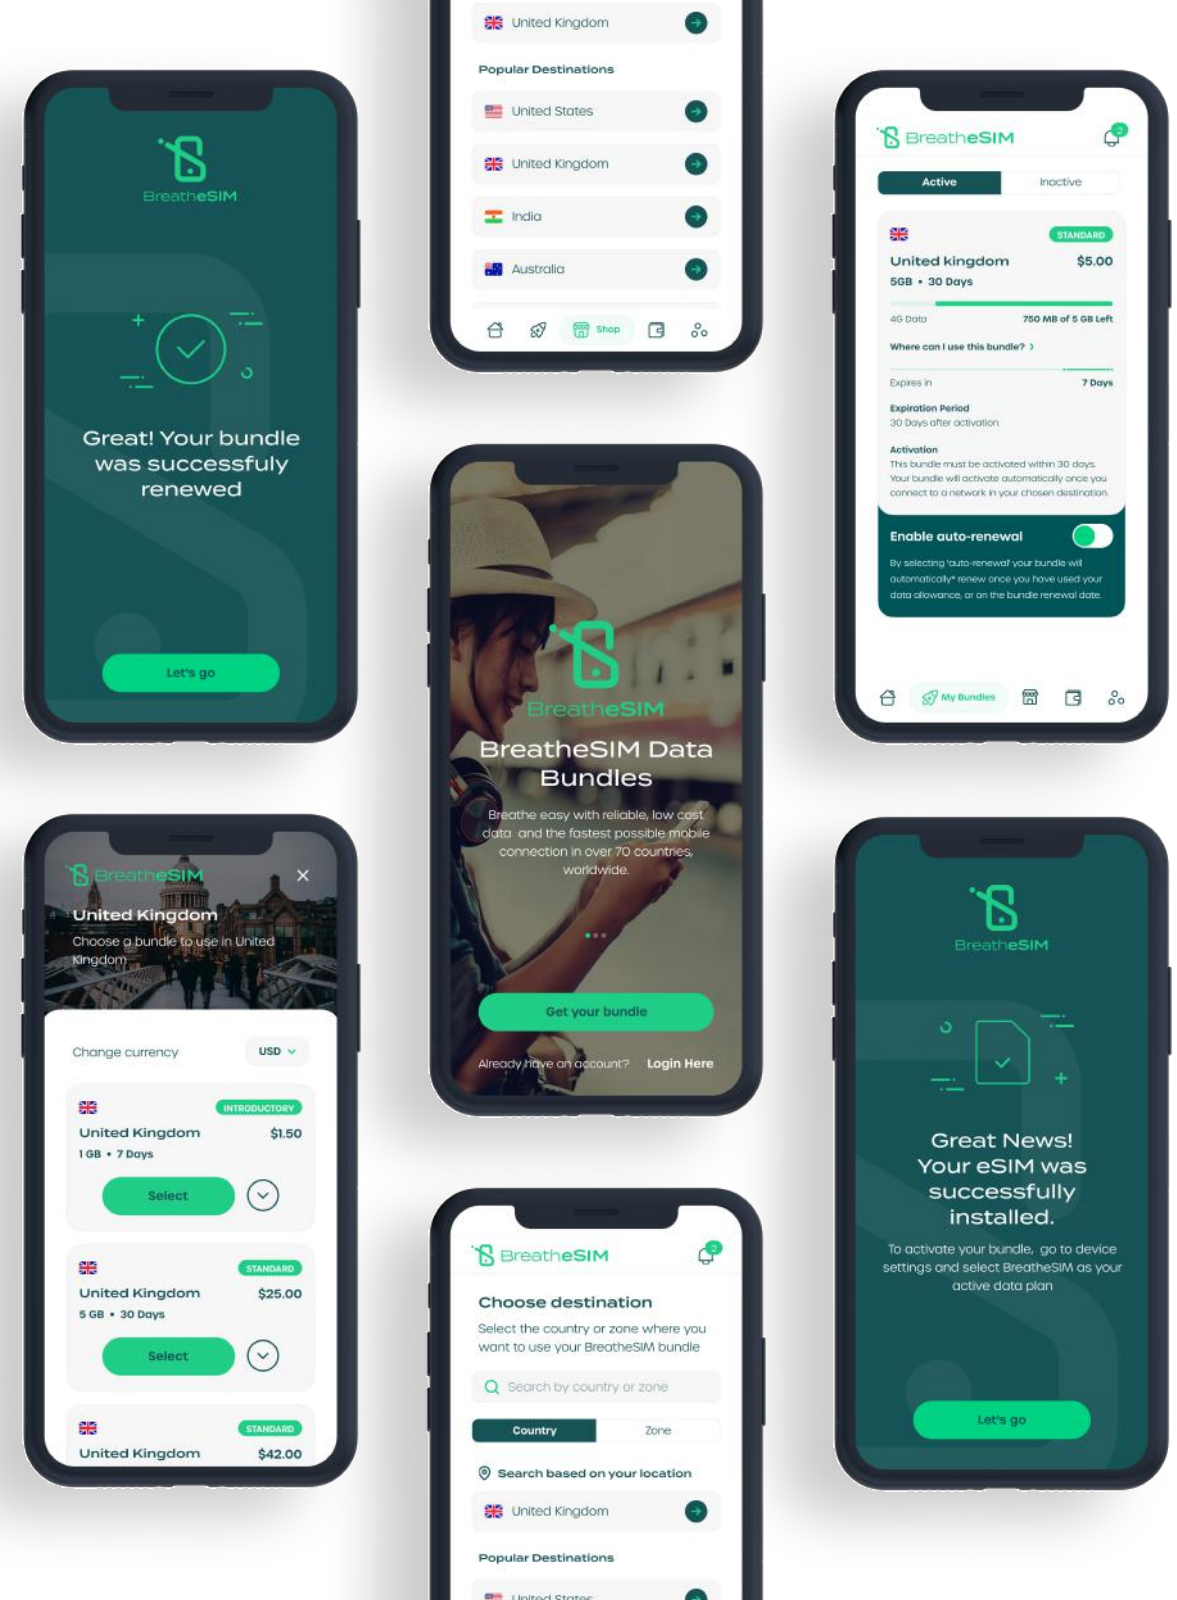 BreatheSIM
Great! Your bundle
was successfuly
renewed
Let's go
United Kingdom
Popular Destinations
United States
United Kingdom
India
Australia
Shop
BreatheSIM
2
Active
Inactive
STANDARD
United kingdom
$5.00
5GB • 30 Days
4G Data
750 MB of 5 GB Left
Where can I use this bundle?
Expires in
7 Days
Expiration Period
30 Days after activation.
Activation
This bundle must be activated within 30 days.
Your bundle will activate automatically once you
connect to a network in your chosen destination.
Enable auto-renewal
By selecting 'auto-renewal' your bundle will
automatically* renew once you have used your
data allowance, or on the bundle renewal date.
My Bundles
BreatheSIM
BreatheSIM Data
Bundles
Breathe easy with reliable, low cost
data and the fastest possible mobile
connection in over 70 countries,
worldwide.
Get your bundle
Already have an account?
Login Here
BreatheSIM
United Kingdom
Choose a bundle to use in United
Kingdom
Change currency
USD
INTRODUCTORY
United Kingdom
$1.50
1 GB • 7 Days
Select
STANDARD
United Kingdom
$25.00
5 GB • 30 Days
Select
STANDARD
United Kingdom
$42.00
BreatheSIM
2
Choose destination
Select the country or zone where you
want to use your BreatheSIM bundle
Search by country or zone
Country
Zone
Search based on your location
United Kingdom
Popular Destinations
United States
BreatheSIM
Great News!
Your eSIM was
successfully
installed.
To activate your bundle, go to device
settings and select BreatheSIM as your
active data plan
Let's go